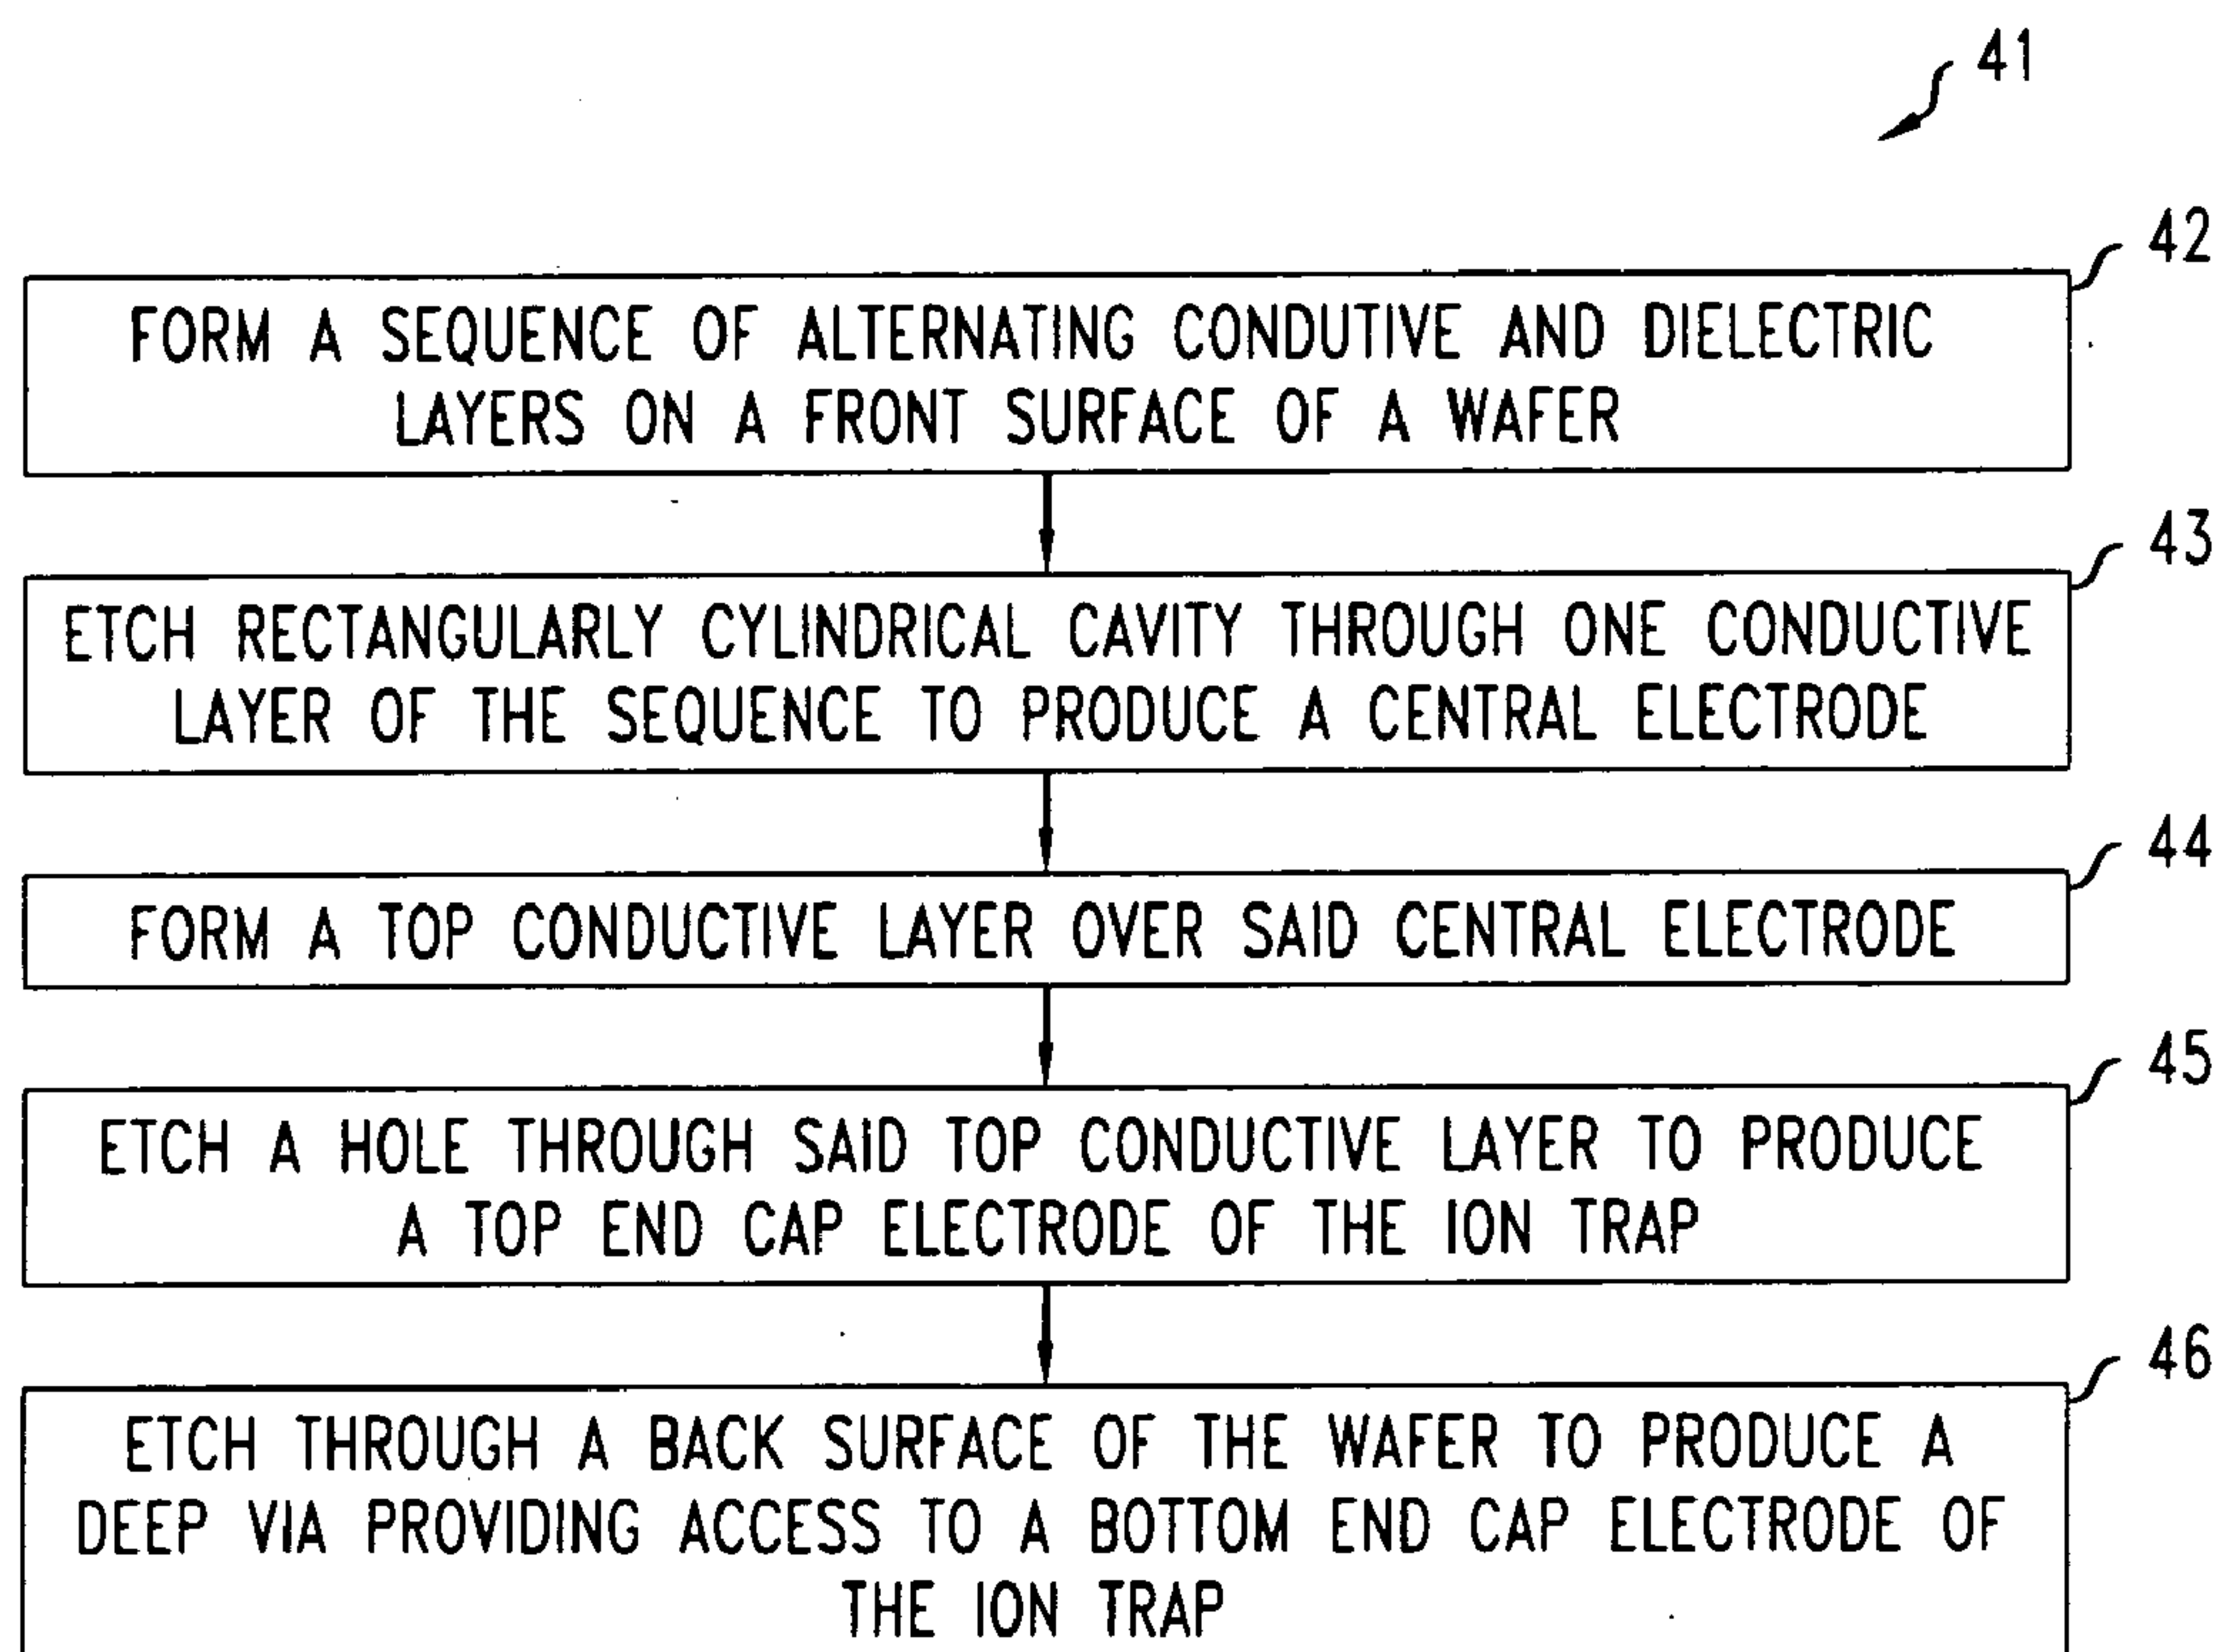 41
42
FORM A SEQUENCE OF ALTERNATING CONDUTIVE AND DIELECTRIC
LAYERS ON A FRONT SURFACE OF A WAFER
43
ETCH RECTANGULARLY CYLINDRICAL CAVITY THROUGH ONE CONDUCTIVE
LAYER OF THE SEQUENCE TO PRODUCE A CENTRAL ELECTRODE
44
FORM A TOP CONDUCTIVE LAYER OVER SAID CENTRAL ELECTRODE
45
ETCH A HOLE THROUGH SAID TOP CONDUCTIVE LAYER TO PRODUCE
A TOP END CAP ELECTRODE OF THE ION TRAP
46
ETCH THROUGH A BACK SURFACE OF THE WAFER TO PRODUCE A
DEEP VIA PROVIDING ACCESS TO A BOTTOM END CAP ELECTRODE OF
THE ION TRAP